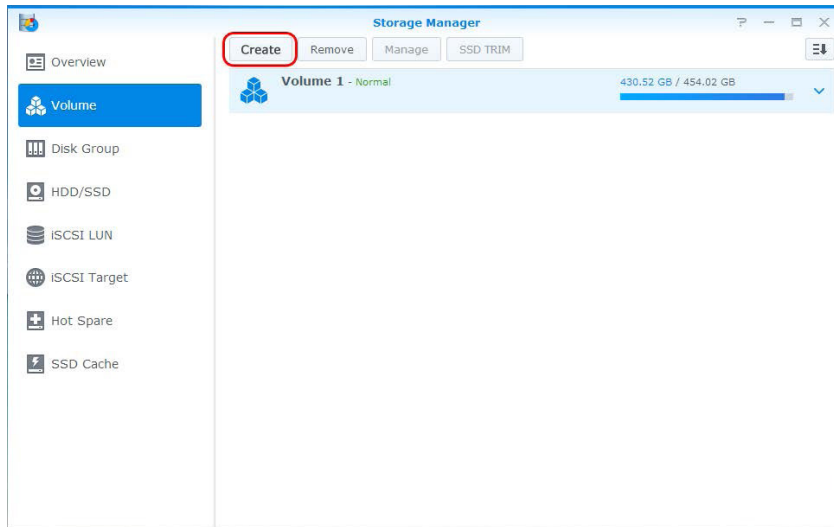 Storage Manager
Overview
Volume
Disk Group
HDD/SSD
iSCSI LUN
iSCSI Target
Hot Spare
SSD Cache
Create Remove Manage SSD TRIM
Volume 1 - Normal 430.52 GB / 454.02 GB